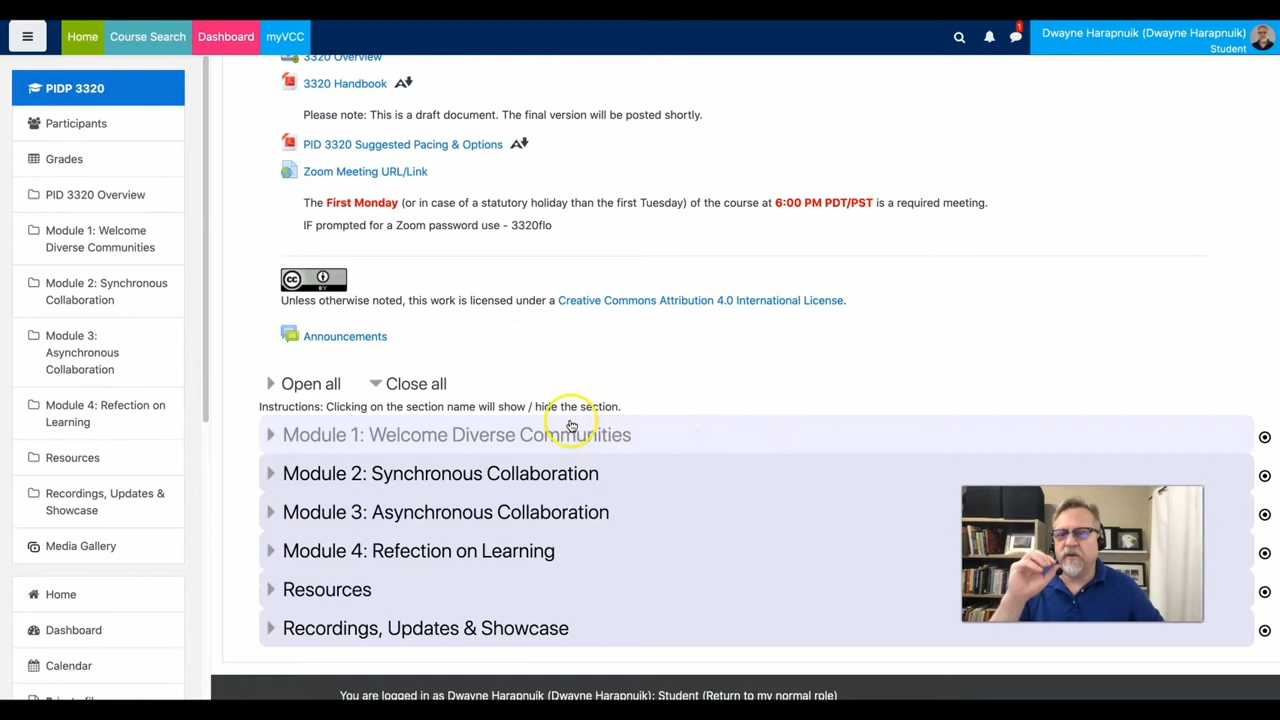 Home
Course Search
Dashboard
myVCC
1
Dwayne Harapnuik (Dwayne Harapnuik)
Student
PIDP 3320
Participants
Grades
PID 3320 Overview
Module 1: Welcome
Diverse Communities
Module 2: Synchronous
Collaboration
Module 3:
Asynchronous
Collaboration
Module 4: Refection on
Learning
Resources
Recordings, Updates &
Showcase
Media Gallery
Home
Dashboard
Calendar
3320 Overview
3320 Handbook
Please note: This is a draft document. The final version will be posted shortly.
PID 3320 Suggested Pacing & Options
Zoom Meeting URL/Link
The First Monday (or in case of a statutory holiday than the first Tuesday) of the course at 6:00 PM PDT/PST is a required meeting.
IF prompted for a Zoom password use - 3320flo
CC BY
Unless otherwise noted, this work is licensed under a Creative Commons Attribution 4.0 International License.
Announcements
Open all Close all
Instructions: Clicking on the section name will show / hide the section.
Module 1: Welcome Diverse Communities
Module 2: Synchronous Collaboration
Module 3: Asynchronous Collaboration
Module 4: Refection on Learning
Resources
Recordings, Updates & Showcase
You are logged in as Dwayne Harapnuik (Dwayne Harapnuik): Student (Return to my normal role)